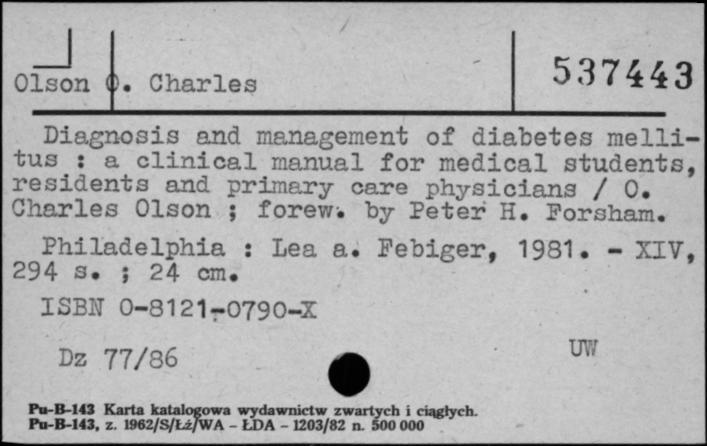 Olson O. Charles
537443
Diagnosis and management of diabetes melli-
tus : a clinical manual for medical students,
residents and primary care physicians / O.
Charles Olson ; forew. by Peter H. Forsham.
Philadelphia : Lea a. Febiger, 1981. - XIV,
294 s. ; 24 cm.
ISBN 0-8121-0790-X
Dz 77/86
UW
Pu-B-143 Karta katalogowa wydawnictw zwartych i ciągłych.
Pu-B-143, z. 1962/S/Łź/WA - ŁDA - 1203/82 n. 500 000